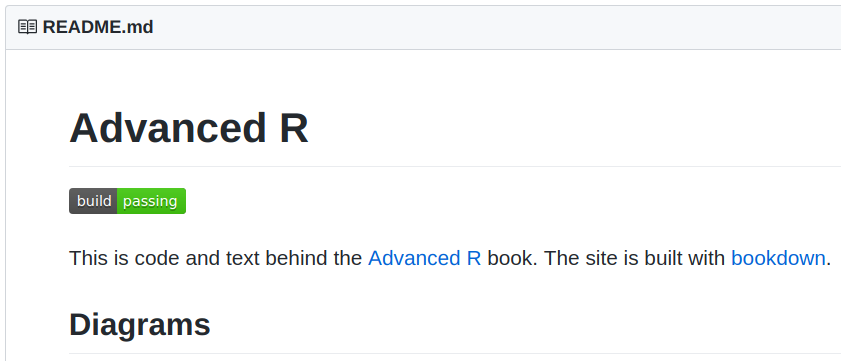 README.md
Advanced R
build passing
This is code and text behind the Advanced R book. The site is built with bookdown.
Diagrams